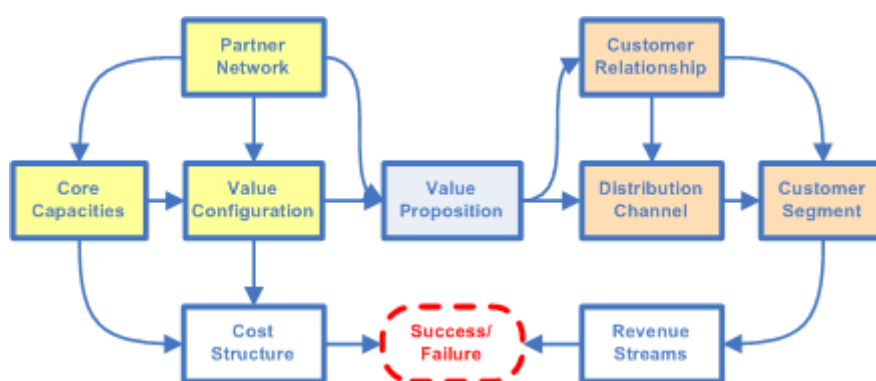 Partner
Network
Customer
Relationship
Core
Capacities
Value
Configuration
Value
Proposition
Distribution
Channel
Customer
Segment
Cost
Structure
Success/
Failure
Revenue
Streams